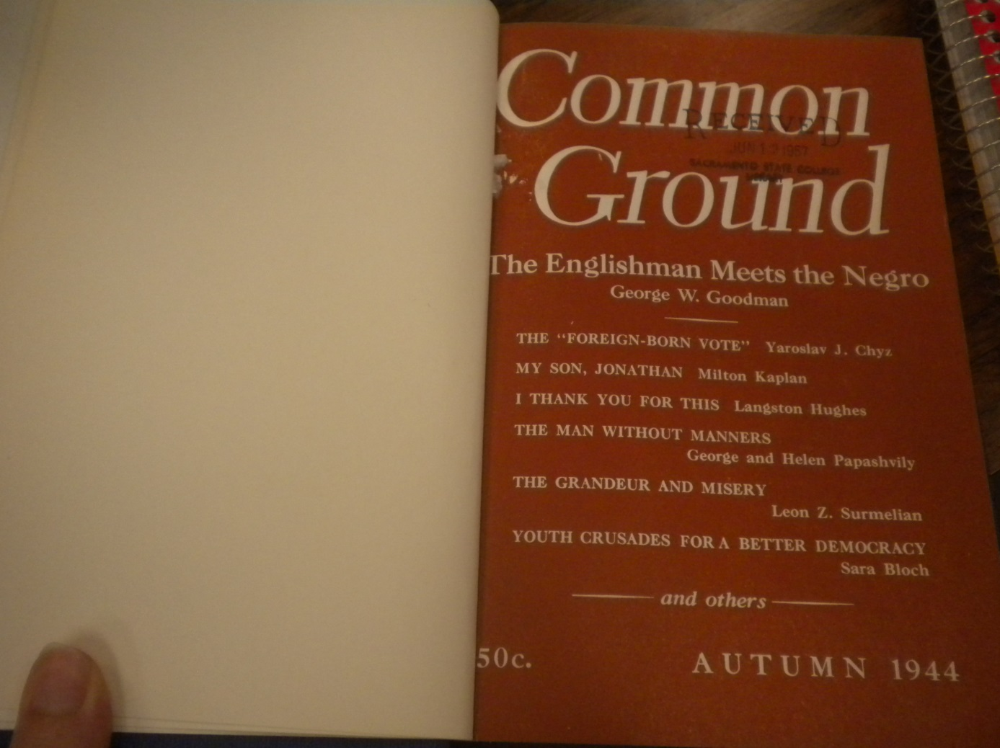 Common
Ground
RECEIVED
JUN 1 1957
SACRAMENTO STATE COLLEGE
LIBRARY
The Englishman Meets the Negro
George W. Goodman
THE “FOREIGN-BORN VOTE” Yaroslav J. Chyz
MY SON, JONATHAN Milton Kaplan
I THANK YOU FOR THIS Langston Hughes
THE MAN WITHOUT MANNERS
George and Helen Papashvily
THE GRANDEUR AND MISERY
Leon Z. Surmelian
YOUTH CRUSADES FOR A BETTER DEMOCRACY
Sara Bloch
and others
50c.
AUTUMN 1944